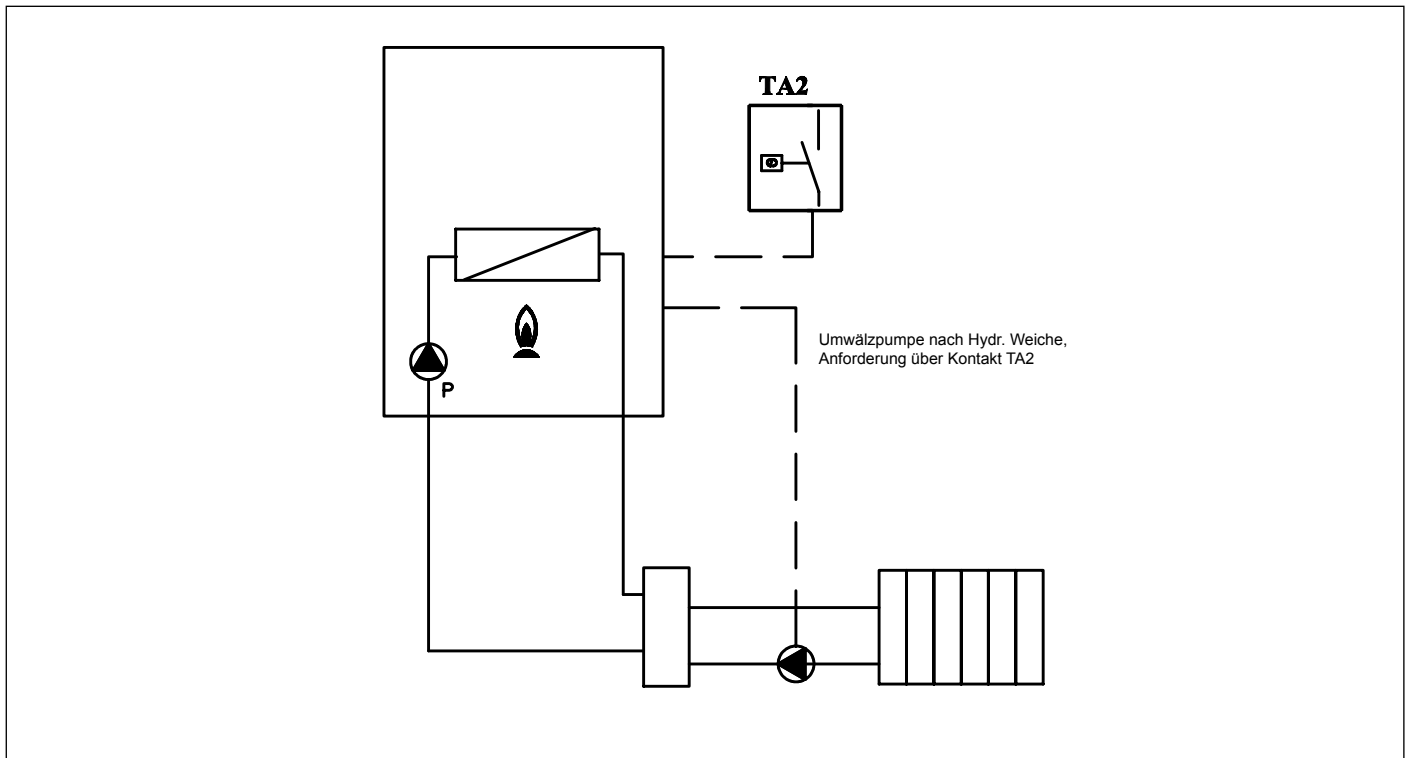 TA2
Umwälzpumpe nach Hydr. Weiche,
Anforderung über Kontakt TA2
P